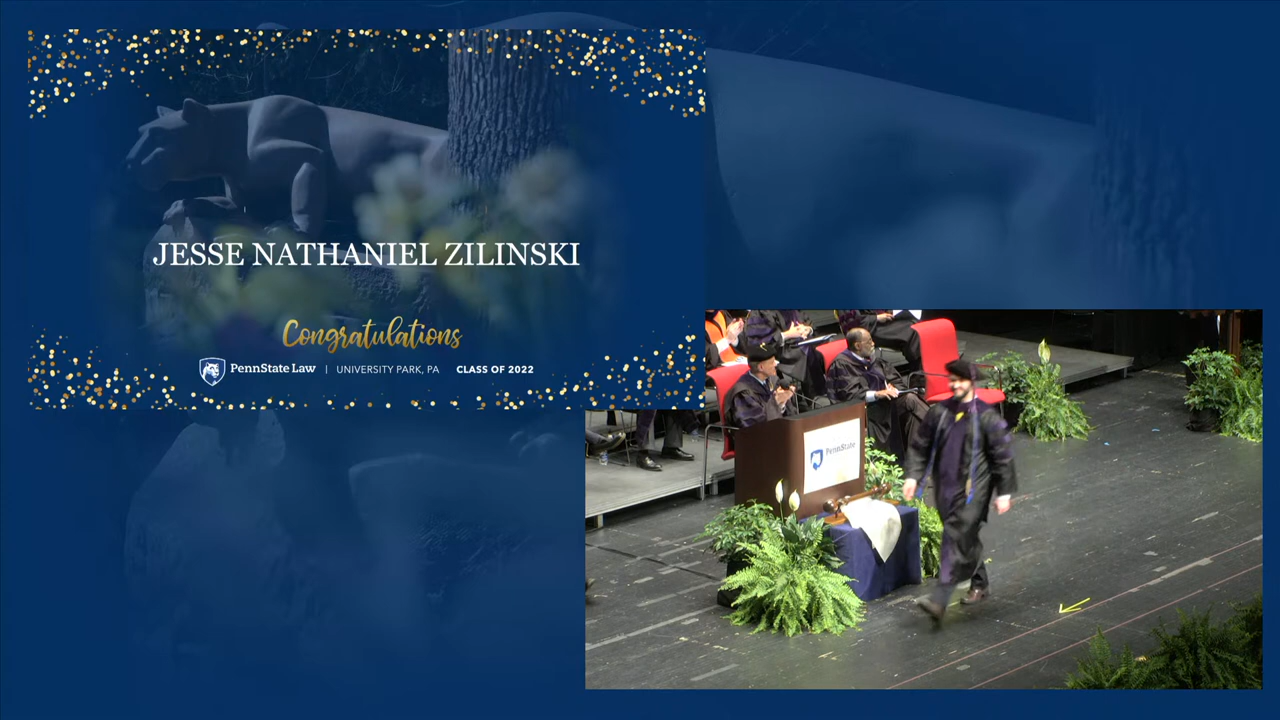 JESSE NATHANIEL ZILINSKI
Congratulations
PennState Law | UNIVERSITY PARK, PA CLASS OF 2022
PennState